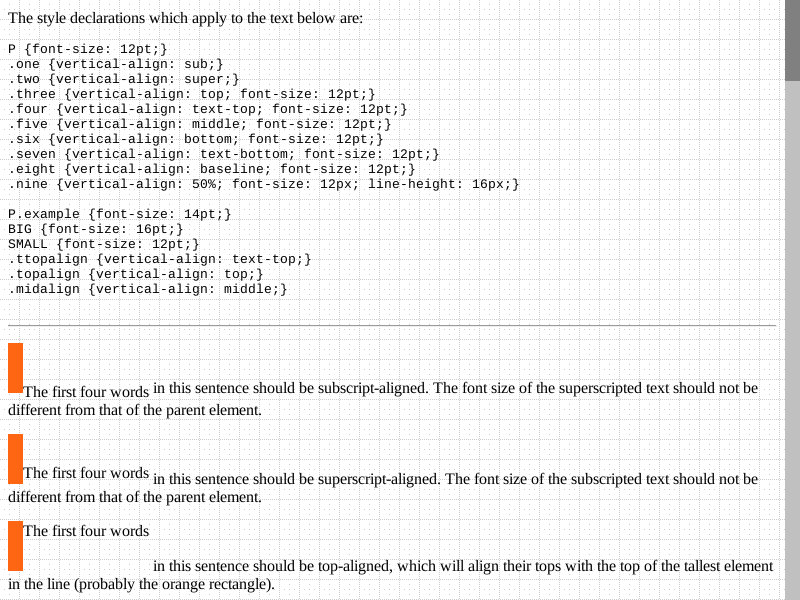 The style declarations which apply to the text below are:
P {font-size: 12pt;}
.one {vertical-align: sub;}
.two {vertical-align: super;}
.three {vertical-align: top; font-size: 12pt;}
.four {vertical-align: text-top; font-size: 12pt;}
.five {vertical-align: middle; font-size: 12pt;}
.six {vertical-align: bottom; font-size: 12pt;}
.seven {vertical-align: text-bottom; font-size: 12pt;}
.eight {vertical-align: baseline; font-size: 12pt;}
.nine {vertical-align: 50%; font-size: 12px; line-height: 16px;}
P.example {font-size: 14pt;}
BIG {font-size: 16pt;}
SMALL {font-size: 12pt;}
.ttopalign {vertical-align: text-top;}
.topalign {vertical-align: top;}
.midalign {vertical-align: middle;}
The first four words in this sentence should be subscript-aligned. The font size of the superscripted text should not be
different from that of the parent element.
The first four words in this sentence should be superscript-aligned. The font size of the subscripted text should not be
different from that of the parent element.
The first four words in this sentence should be top-aligned, which will align their tops with the top of the tallest element
in the line (probably the orange rectangle).